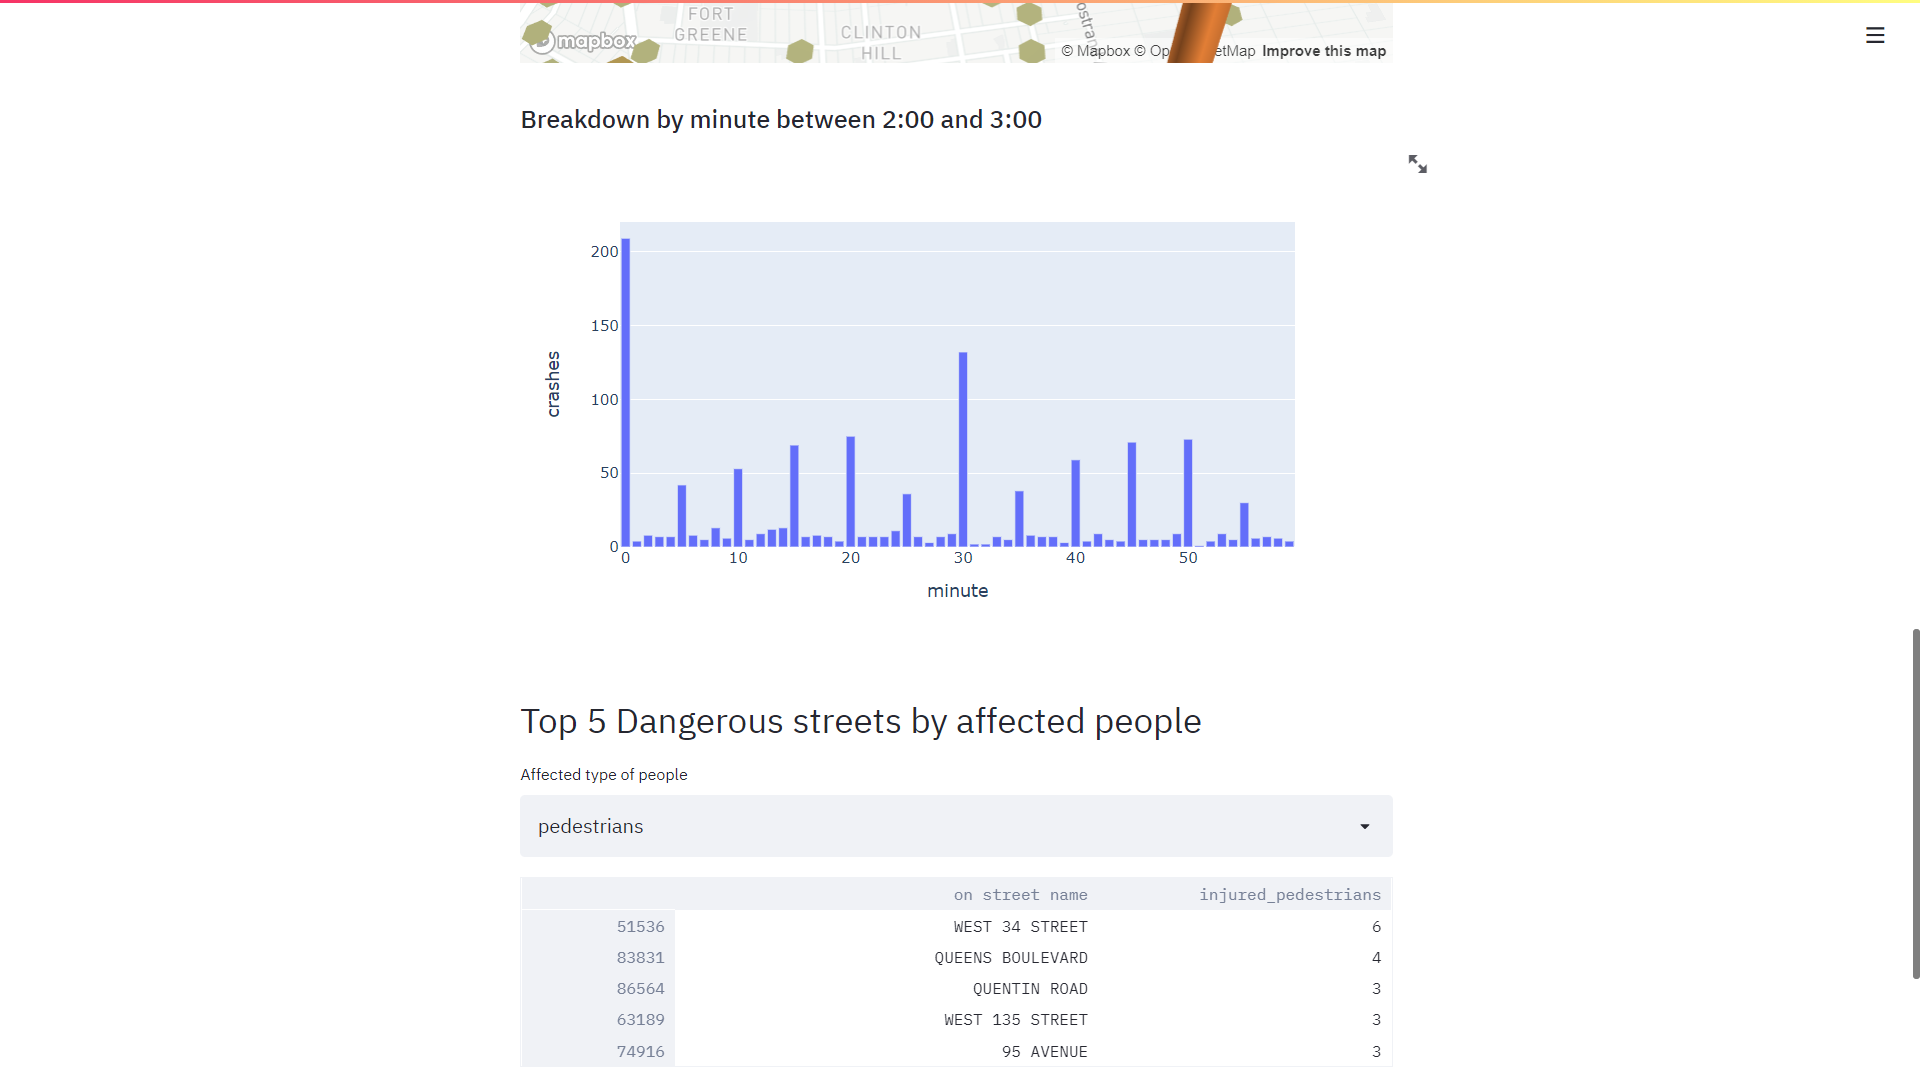 FORT
GREENE
CLINTON
HILL
mapbox
© Mapbox © Op etMap Improve this map
Breakdown by minute between 2:00 and 3:00
200
150
100
50
0
crashes
0 10 20 30 40 50
minute
Top 5 Dangerous streets by affected people
Affected type of people
pedestrians
on street name injured_pedestrians
51536 WEST 34 STREET 6
83831 QUEENS BOULEVARD 4
86564 QUENTIN ROAD 3
63189 WEST 135 STREET 3
74916 95 AVENUE 3